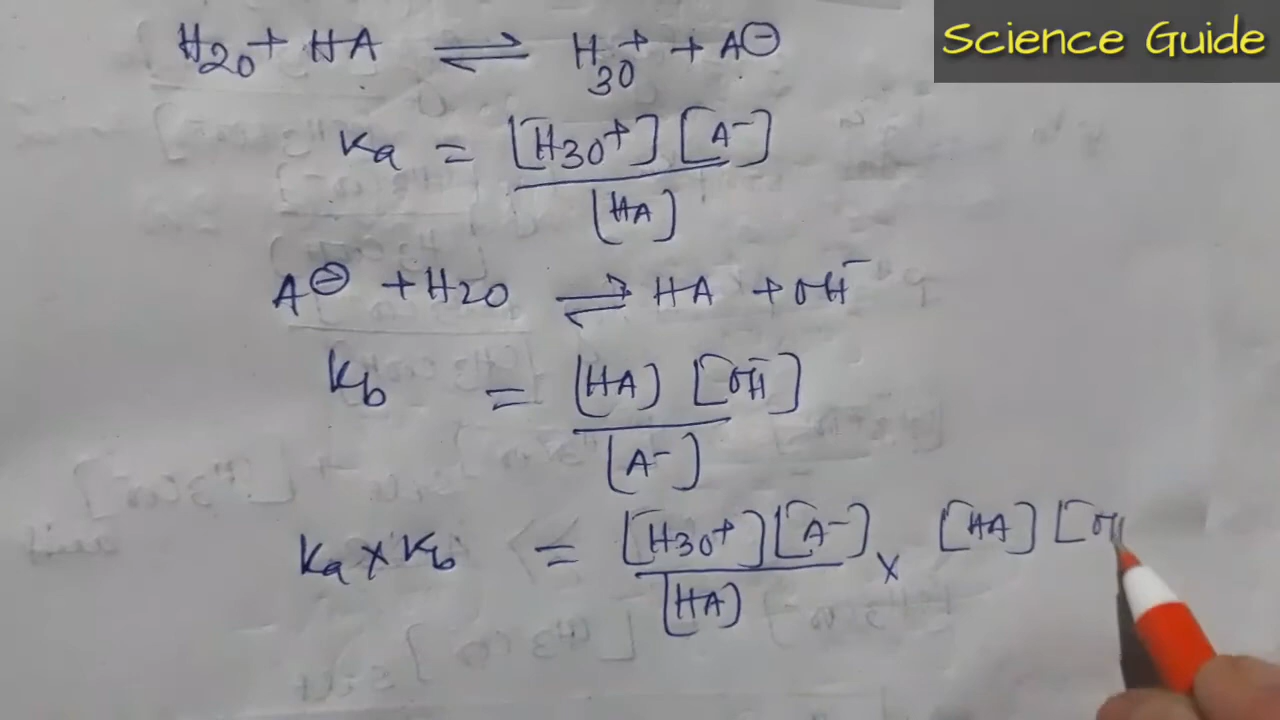 Science Guide
H2O + HA ⇌ H3O+ + A⊖
Ka = [H3O+] [A-]
[HA]
A⊖ + H2O ⇌ HA + OH-
Kb = [HA] [OH-]
[A-]
Ka x Kb = [H3O+] [A-] x [HA] [OH
[HA]